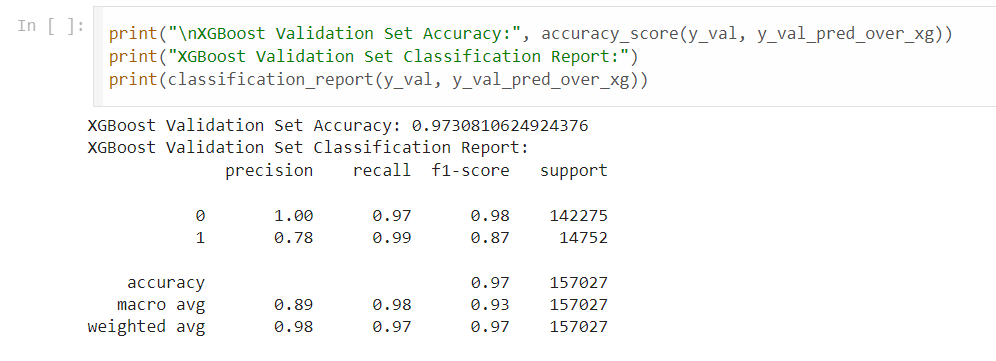 In [ ]:
print("\nXGBoost Validation Set Accuracy:", accuracy_score(y_val, y_val_pred_over_xg))
print("XGBoost Validation Set Classification Report:")
print(classification_report(y_val, y_val_pred_over_xg))
XGBoost Validation Set Accuracy: 0.9730810624924376
XGBoost Validation Set Classification Report:
precision recall f1-score support
0 1.00 0.97 0.98 142275
1 0.78 0.99 0.87 14752
accuracy 0.97 157027
macro avg 0.89 0.98 0.93 157027
weighted avg 0.98 0.97 0.97 157027